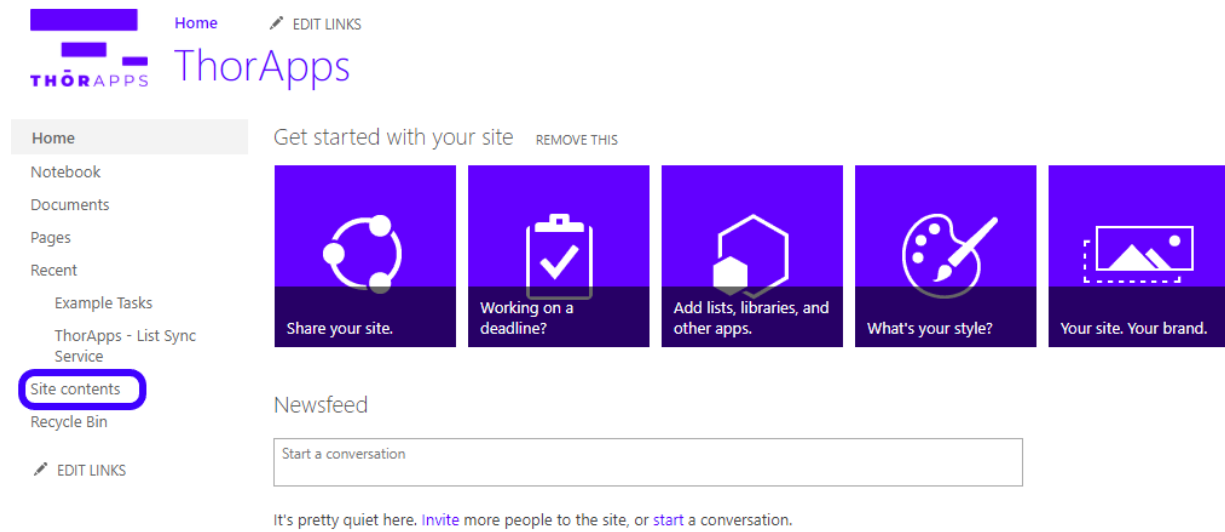 Home
EDIT LINKS
THŌRAPPS
ThorApps
Home
Notebook
Documents
Pages
Recent
Example Tasks
ThorApps - List Sync
Service
Site contents
Recycle Bin
EDIT LINKS
Get started with your site
REMOVE THIS
Share your site.
Working on a
deadline?
Add lists, libraries, and
other apps.
What's your style?
Your site. Your brand.
Newsfeed
Start a conversation
It's pretty quiet here. Invite more people to the site, or start a conversation.